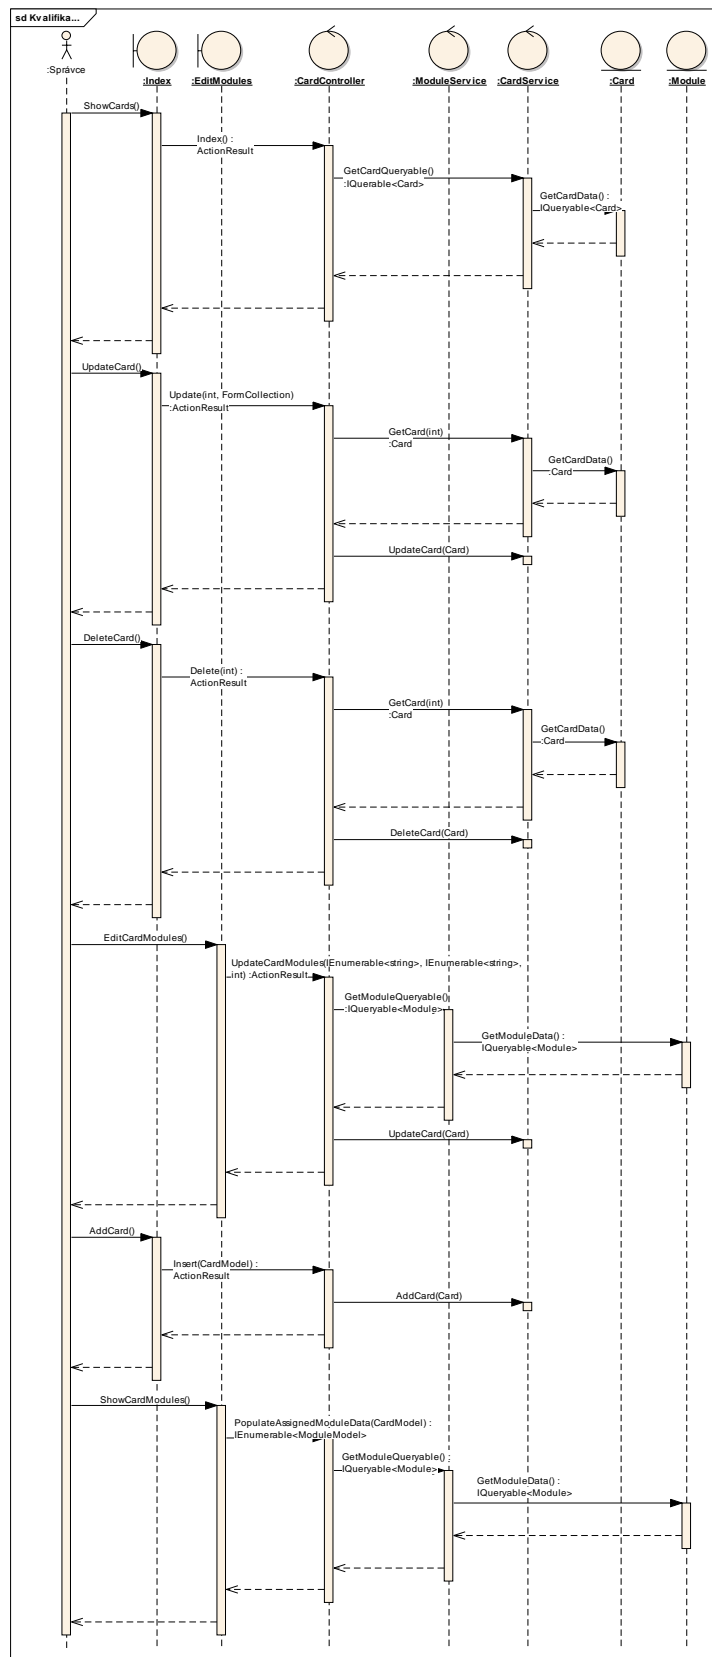 sd Kvalifika...
:Správce
:Index
:EditModules
:CardController
:ModuleService
:CardService
:Card
:Module
ShowCards()
Index() :
ActionResult
GetCardQueryable()
:IQuerable<Card>
GetCardData() :
IQueryable<Card>
UpdateCard()
Update(int, FormCollection)
:ActionResult
GetCard(int)
:Card
GetCardData()
:Card
UpdateCard(Card)
DeleteCard()
Delete(int) :
ActionResult
GetCard(int)
:Card
GetCardData()
:Card
DeleteCard(Card)
EditCardModules()
UpdateCardModules(IEnumerable<string>, IEnumerable<string>,
int) :ActionResult
GetModuleQueryable()
:IQueryable<Module>
GetModuleData() :
IQueryable<Module>
UpdateCard(Card)
AddCard()
Insert(CardModel) :
ActionResult
AddCard(Card)
ShowCardModules()
PopulateAssignedModuleData(CardModel) :
IEnumerable<ModuleModel>
GetModuleQueryable() :
IQueryable<Module>
GetModuleData() :
IQueryable<Module>